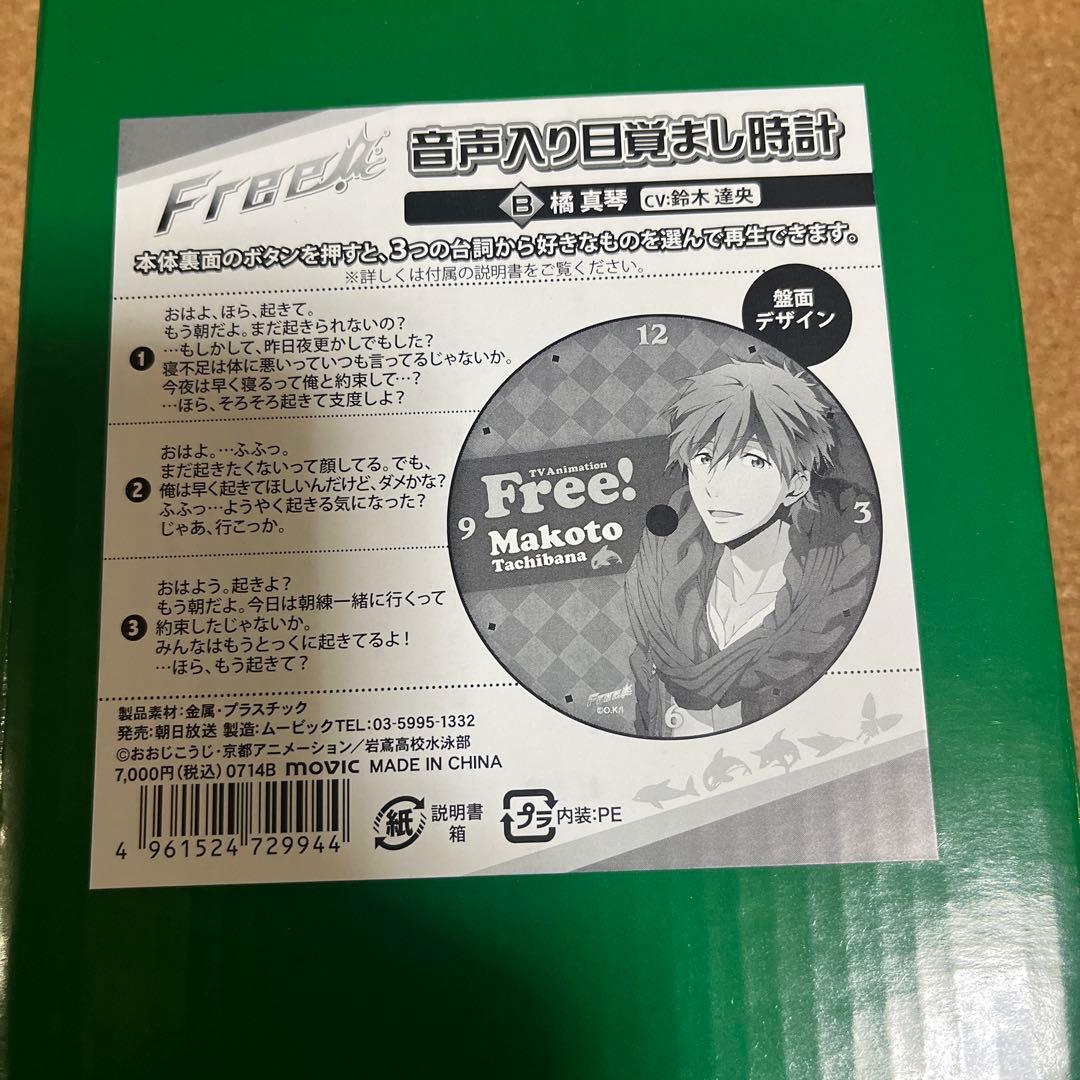 Free!
音声入り目覚まし時計
B 橘 真琴 CV:鈴木 達央
本体裏面のボタンを押すと、3つの台詞から好きなものを選んで再生できます。
※詳しくは付属の説明書をご覧ください。
1
おはよ、ほら、起きて。
もう朝だよ。まだ起きられないの?
…もしかして、昨日夜更かしでもした?
寝不足は体に悪いっていつも言ってるじゃないか。
今夜は早く寝るって俺と約束して…?
…ほら、そろそろ起きて支度しよ?
2
おはよ。…ふふっ。
まだ起きたくないって顔してる。でも、
俺は早く起きてほしいんだけど、ダメかな?
ふふっ…ようやく起きる気になった?
じゃあ、行こっか。
3
おはよう。起きよ?
もう朝だよ。今日は朝練一緒に行くって
約束したじゃないか。
みんなはもうとっくに起きてるよ!
…ほら、もう起きて?
盤面
デザイン
12
3
6
9
TV Animation
Free!
Makoto
Tachibana
Free!
©O.K/I
製品素材:金属・プラスチック
発売:朝日放送 製造:ムービックTEL:03-5995-1332
©おおじこうじ・京都アニメーション/岩鳶高校水泳部
7,000円(税込) 0714B movic MADE IN CHINA
4 961524 729944
紙 説明書
箱
プラ 内装:PE